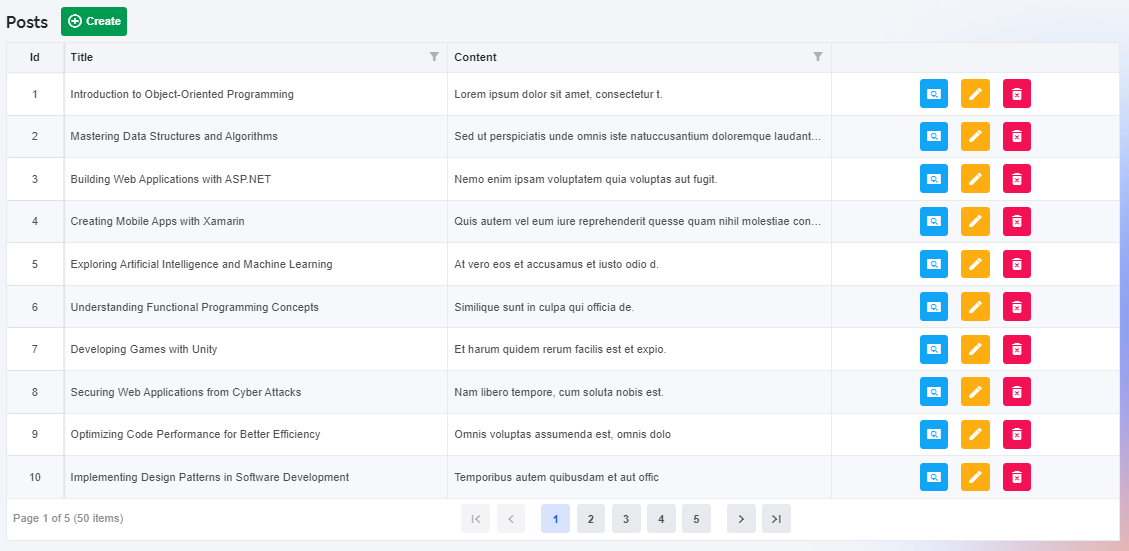 Posts Create
Id Title Content
1 Introduction to Object-Oriented Programming Lorem ipsum dolor sit amet, consectetur t.
2 Mastering Data Structures and Algorithms Sed ut perspiciatis unde omnis iste natuccusantium doloremque laudant...
3 Building Web Applications with ASP.NET Nemo enim ipsam voluptatem quia voluptas aut fugit.
4 Creating Mobile Apps with Xamarin Quis autem vel eum iure reprehenderit quesse quam nihil molestiae con...
5 Exploring Artificial Intelligence and Machine Learning At vero eos et accusamus et iusto odio d.
6 Understanding Functional Programming Concepts Similique sunt in culpa qui officia de.
7 Developing Games with Unity Et harum quidem rerum facilis est et expio.
8 Securing Web Applications from Cyber Attacks Nam libero tempore, cum soluta nobis est.
9 Optimizing Code Performance for Better Efficiency Omnis voluptas assumenda est, omnis dolo
10 Implementing Design Patterns in Software Development Temporibus autem quibusdam et aut offic
Page 1 of 5 (50 items) 1 2 3 4 5